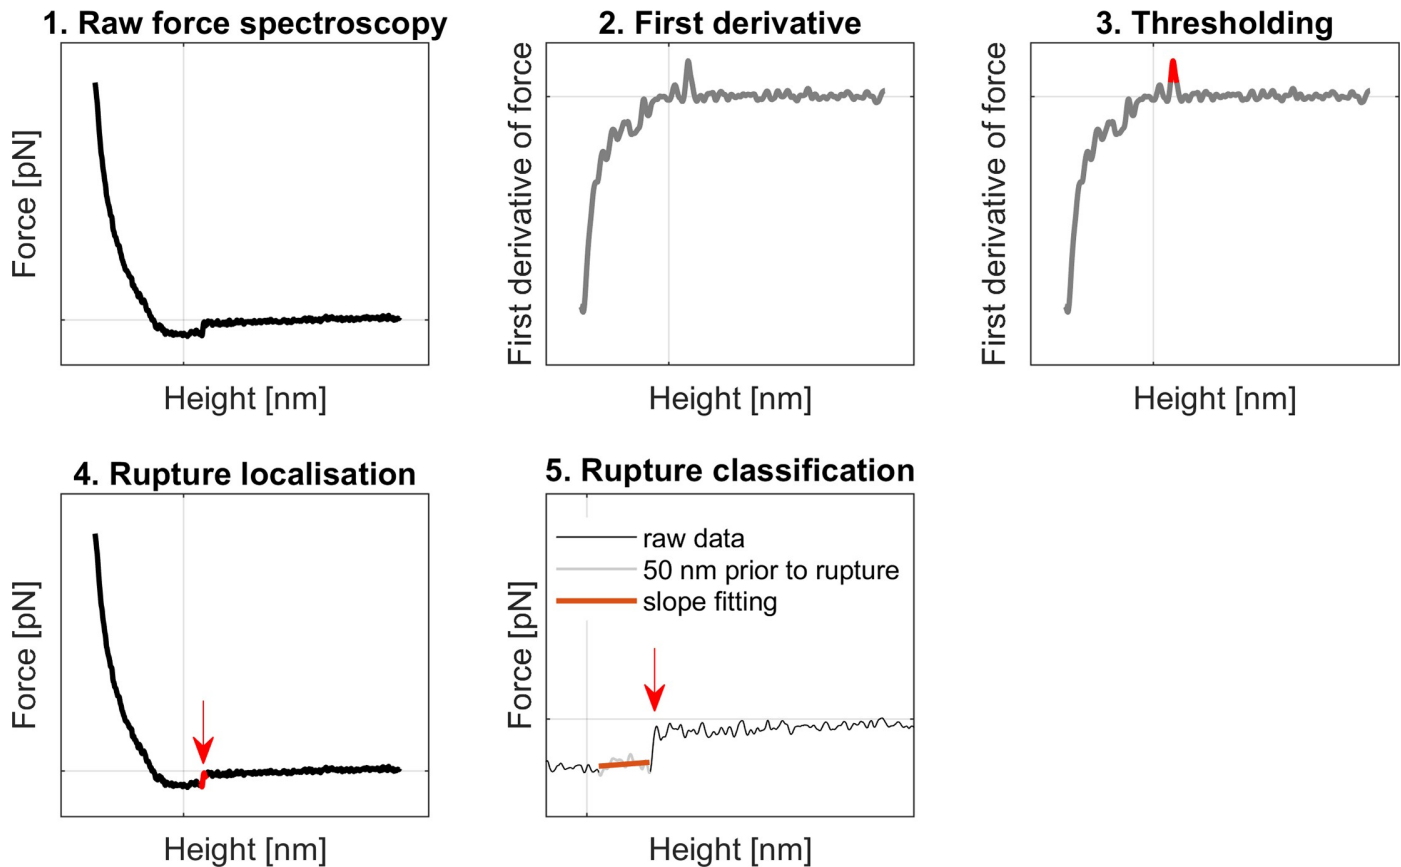 1. Raw force spectroscopy
Force [pN]
Height [nm]
2. First derivative
First derivative of force
Height [nm]
3. Thresholding
First derivative of force
Height [nm]
4. Rupture localisation
Force [pN]
Height [nm]
5. Rupture classification
raw data
50 nm prior to rupture
slope fitting
Force [pN]
Height [nm]